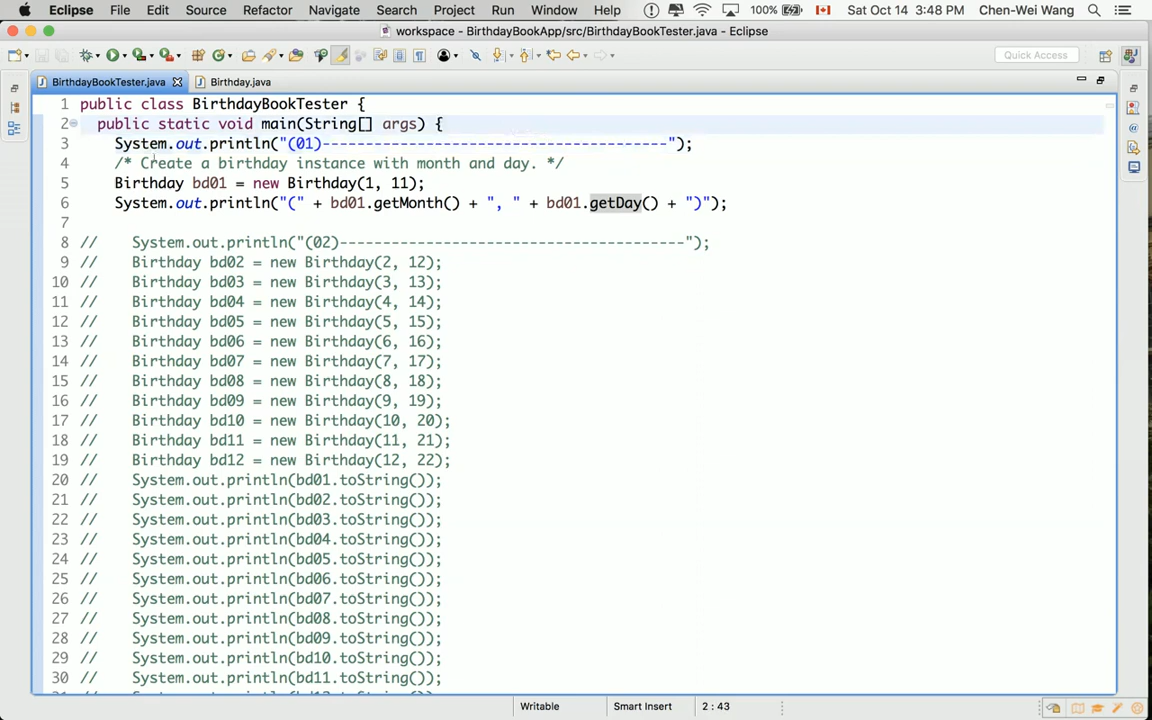 Eclipse File Edit Source Refactor Navigate Search Project Run Window Help 100% Sat Oct 14 3:48 PM Chen-Wei Wang
workspace - BirthdayBookApp/src/BirthdayBookTester.java - Eclipse
Quick Access
BirthdayBookTester.java Birthday.java
1 public class BirthdayBookTester {
2 public static void main(String[] args) {
3 System.out.println("(01)----------------------------------------");
4 /* Create a birthday instance with month and day. */
5 Birthday bd01 = new Birthday(1, 11);
6 System.out.println("(" + bd01.getMonth() + ", " + bd01.getDay() + ")");
7
8 // System.out.println("(02)----------------------------------------");
9 // Birthday bd02 = new Birthday(2, 12);
10 // Birthday bd03 = new Birthday(3, 13);
11 // Birthday bd04 = new Birthday(4, 14);
12 // Birthday bd05 = new Birthday(5, 15);
13 // Birthday bd06 = new Birthday(6, 16);
14 // Birthday bd07 = new Birthday(7, 17);
15 // Birthday bd08 = new Birthday(8, 18);
16 // Birthday bd09 = new Birthday(9, 19);
17 // Birthday bd10 = new Birthday(10, 20);
18 // Birthday bd11 = new Birthday(11, 21);
19 // Birthday bd12 = new Birthday(12, 22);
20 // System.out.println(bd01.toString());
21 // System.out.println(bd02.toString());
22 // System.out.println(bd03.toString());
23 // System.out.println(bd04.toString());
24 // System.out.println(bd05.toString());
25 // System.out.println(bd06.toString());
26 // System.out.println(bd07.toString());
27 // System.out.println(bd08.toString());
28 // System.out.println(bd09.toString());
29 // System.out.println(bd10.toString());
30 // System.out.println(bd11.toString());
Writable Smart Insert 2 : 43